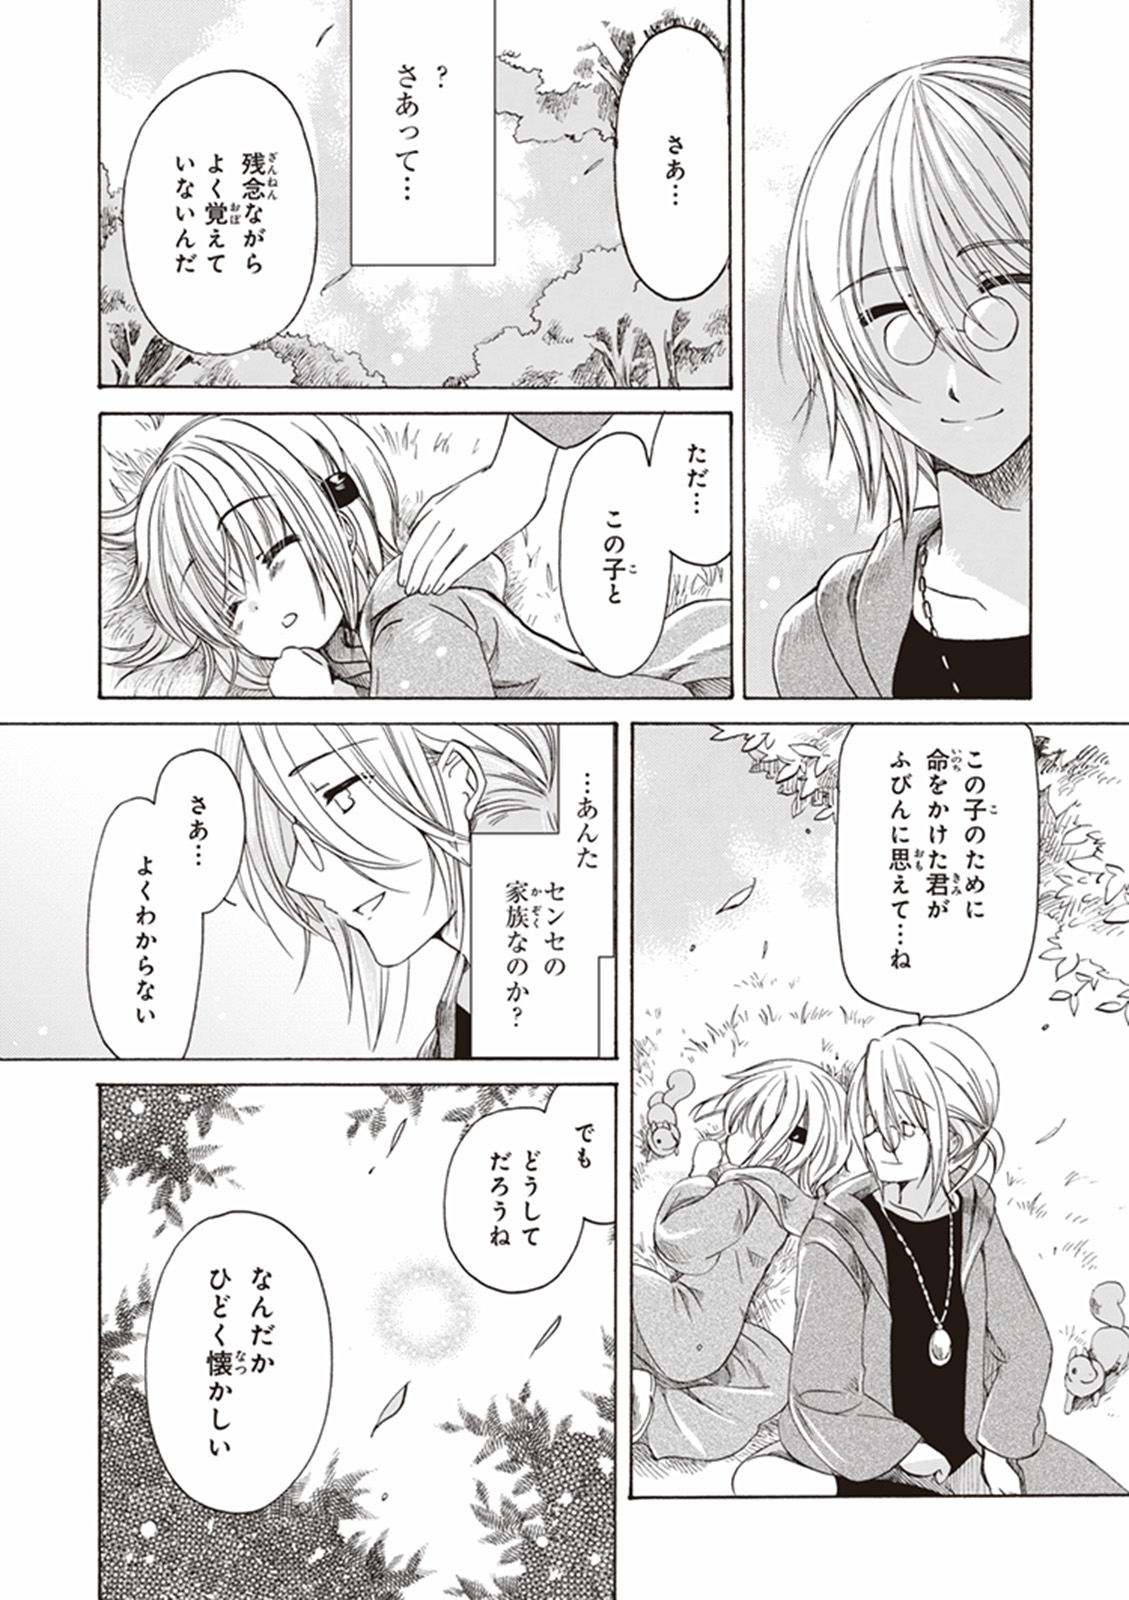 さあ…
？
さあって…
残念ながら
よく覚えて
いないんだ
ただ…
この子と
この子のために
命をかけた君が
ふびんに思えて…ね
…あんた
センセの
家族なのか？
さあ…
よくわからない
でも
どうして
だろうね
なんだか
ひどく懐かしい